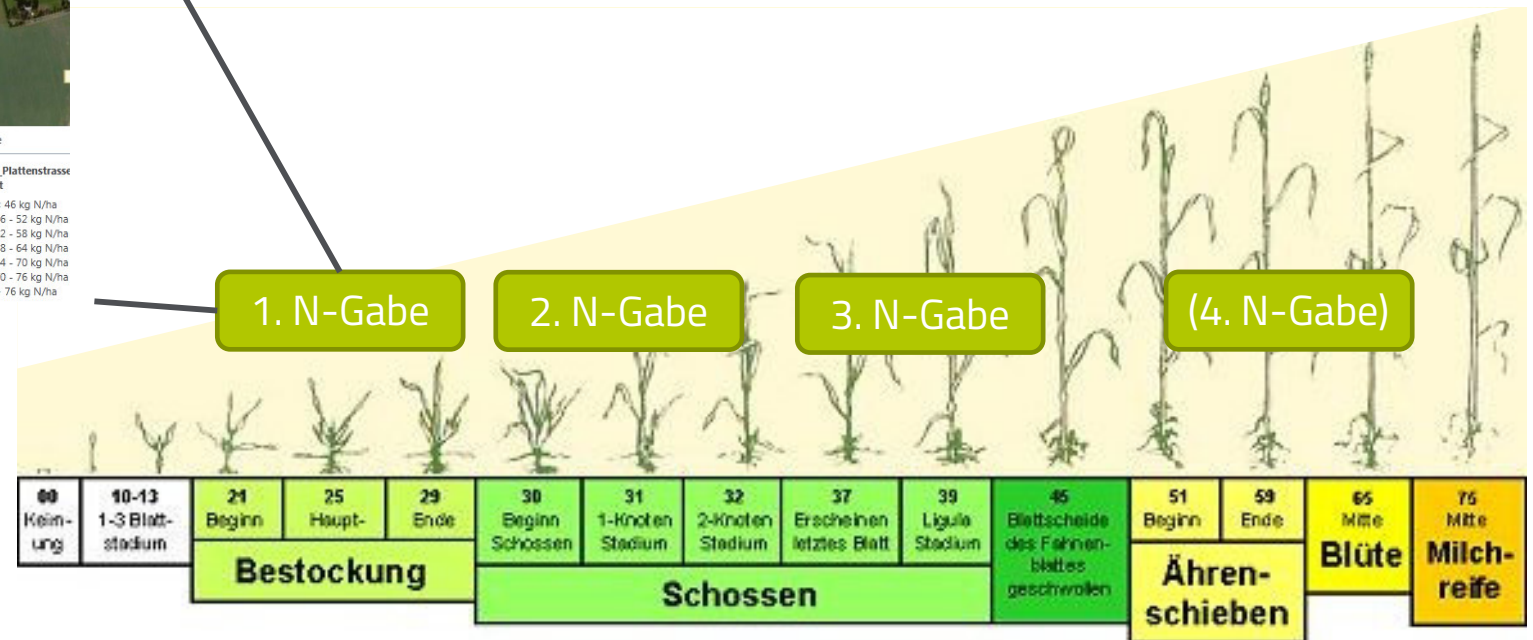 _Plattenstrasse
46 kg N/ha
6 - 52 kg N/ha
2 - 58 kg N/ha
8 - 64 kg N/ha
4 - 70 kg N/ha
0 - 76 kg N/ha
76 kg N/ha
1. N-Gabe
2. N-Gabe
3. N-Gabe
(4. N-Gabe)
00
Keim-
ung
10-13
1-3 Blatt-
stadium
21
Beginn
25
Haupt-
29
Ende
Bestockung
30
Beginn
Schossen
31
1-Knoten
Stadium
32
2-Knoten
Stadium
37
Erscheinen
letztes Blatt
39
Ligula
Stadium
Schossen
45
Blattscheide
des Fahnen-
blattes
geschwollen
51
Beginn
59
Ende
Ähren-
schieben
65
Mitte
Blüte
75
Mitte
Milch-
reife